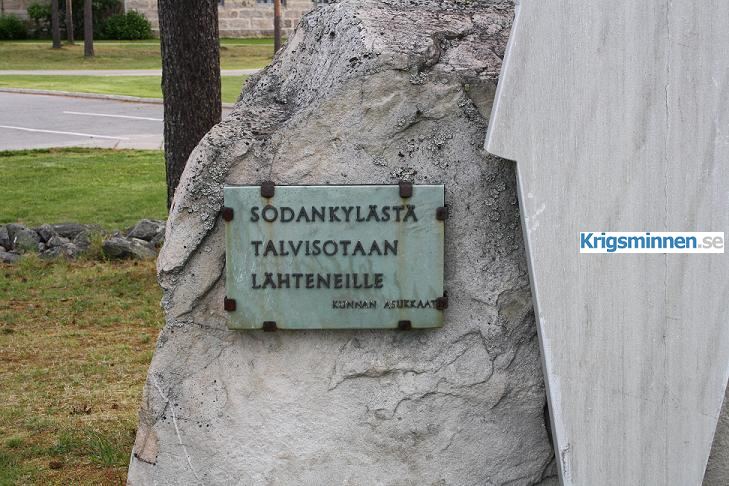 SODANKYLÄSTÄ
TALVISOTAAN
LÄHTENEILLE
KUNNAN ASUKKAAT
Krigsminnen.se